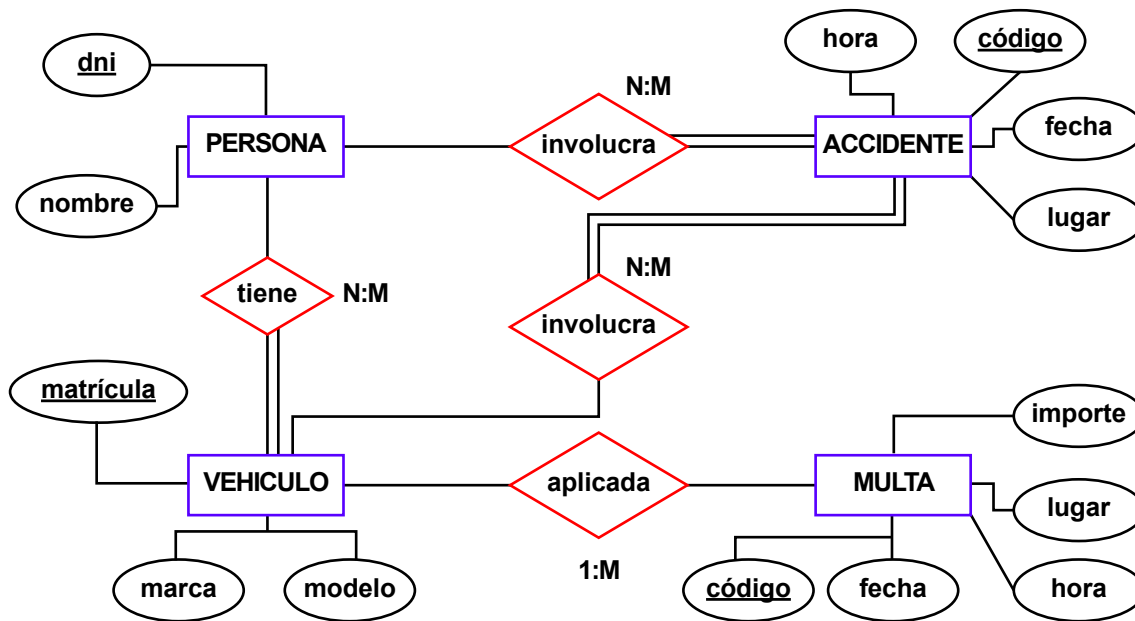 hora
código
dni
N:M
fecha
PERSONA
involucra
ACCIDENTE
nombre
lugar
N:M
tiene
N:M
involucra
matrícula
importe
VEHICULO
aplicada
MULTA
lugar
1:M
marca
modelo
código
fecha
hora